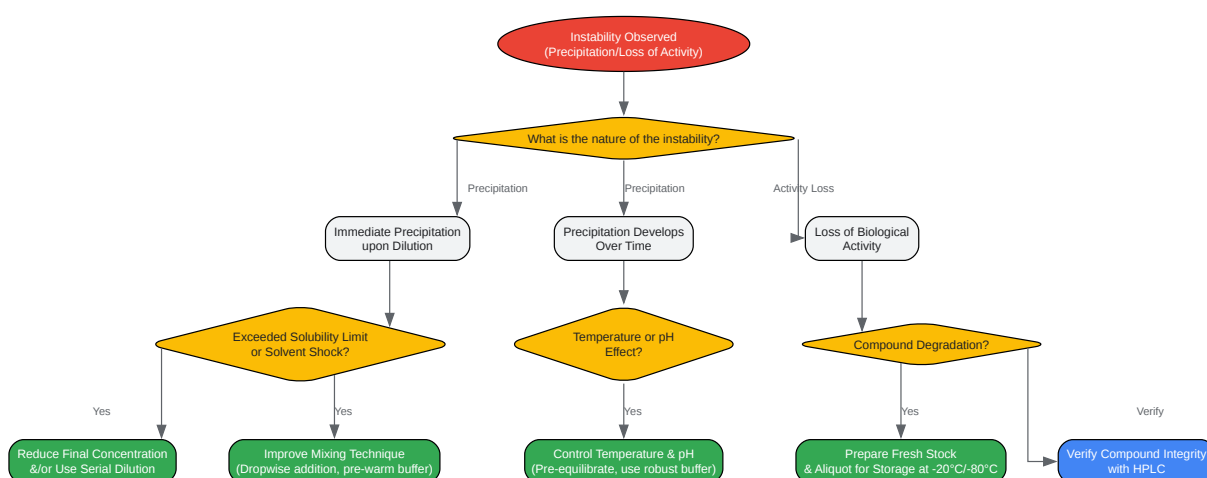 Instability Observed
(Precipitation/Loss of Activity)
What is the nature of the instability?
Precipitation
Precipitation
Activity Loss
Immediate Precipitation
upon Dilution
Precipitation Develops
Over Time
Loss of Biological
Activity
Exceeded Solubility Limit
or Solvent Shock?
Temperature or pH
Effect?
Compound Degradation?
Yes
Yes
Yes
Yes
Verify
Reduce Final Concentration
&/or Use Serial Dilution
Improve Mixing Technique
(Dropwise addition, pre-warm buffer)
Control Temperature & pH
(Pre-equilibrate, use robust buffer)
Prepare Fresh Stock
& Aliquot for Storage at -20°C/-80°C
Verify Compound Integrity
with HPLC